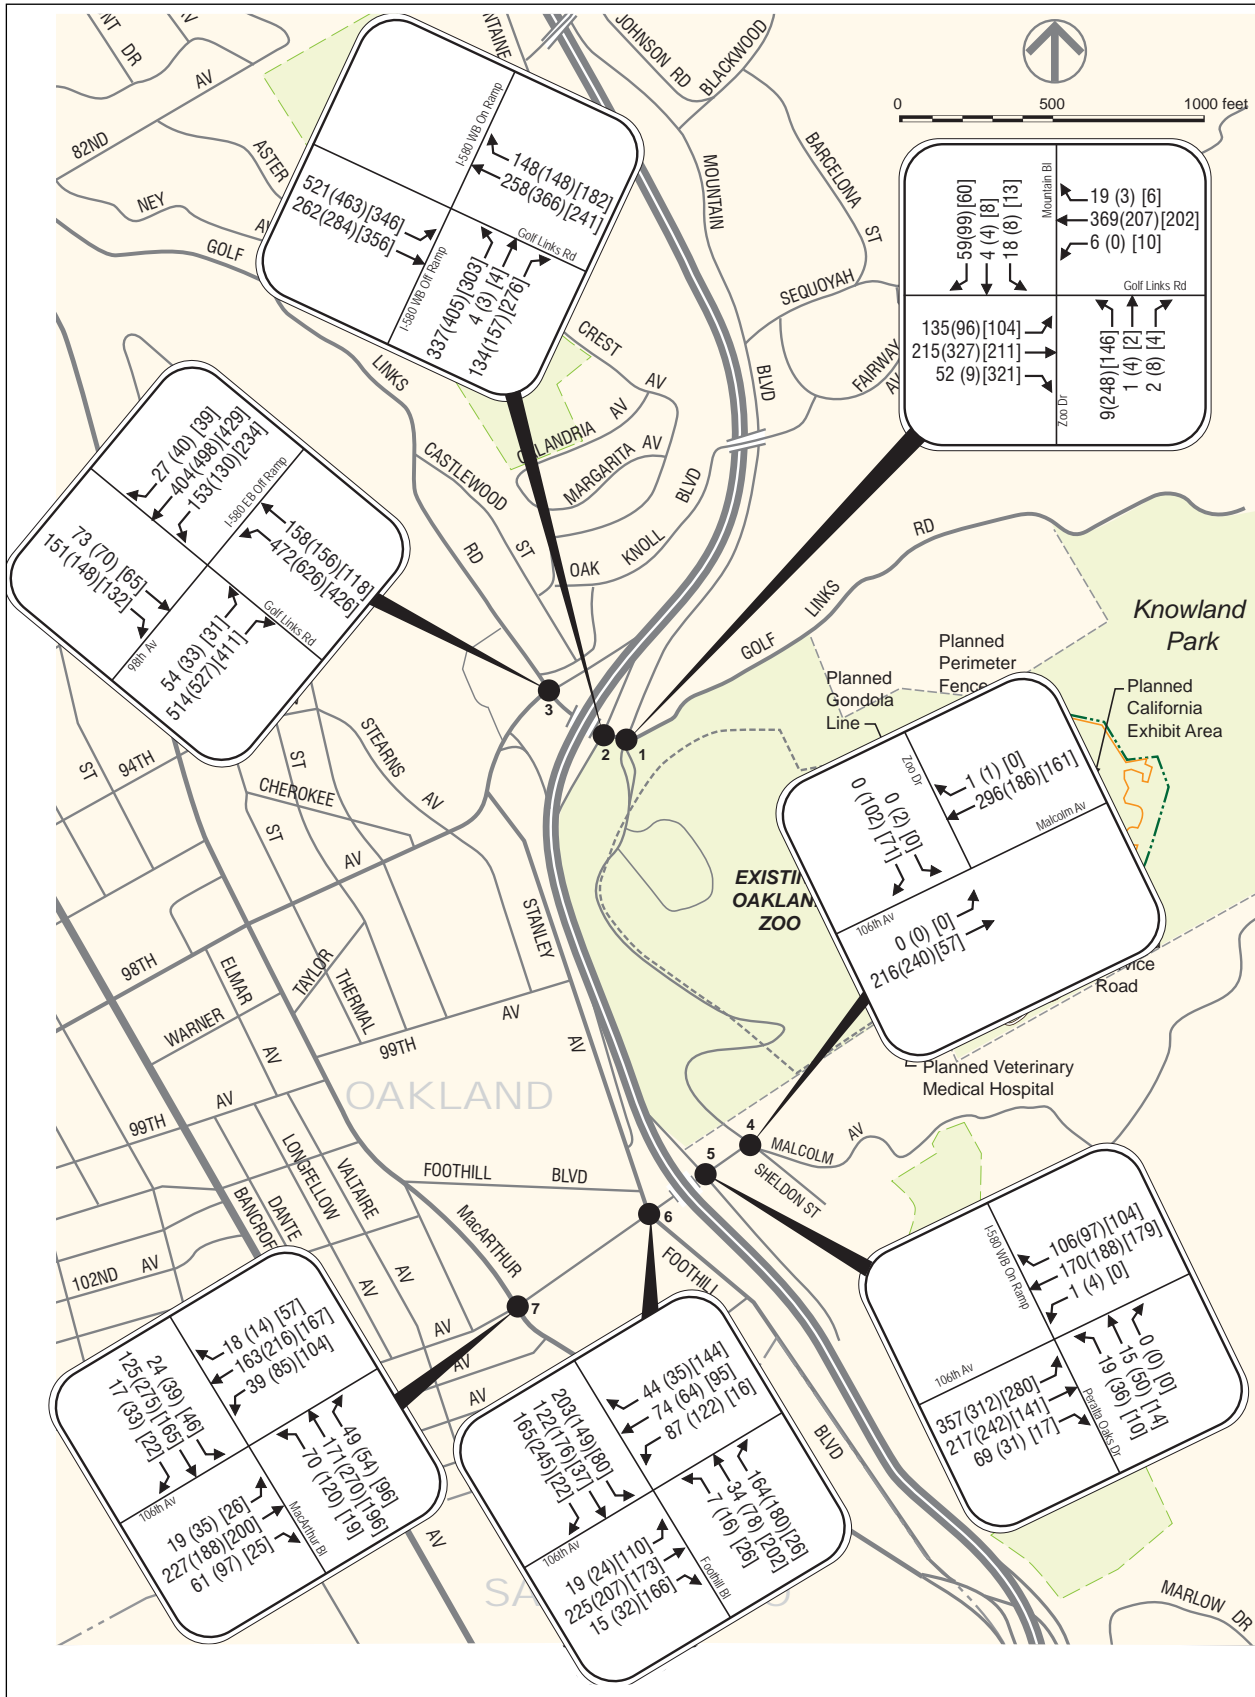 NT DR
AV
82ND
ASTER
NEY
AV
GOLF
LINKS
RD
NTAINE
JOHNSON RD
BLACKWOOD
BARCELONA
ST
MOUNTAIN
BLVD
SEQUOYAH
FAIRWAY
AV
0
500
1000 feet
I-580 WB On Ramp
148(148)[182]
258(366)[241]
521(463)[346]
262(284)[356]
Golf Links Rd
I-580 WB Off Ramp
337(405)[303]
4 (3) [4]
134(157)[276]
Mountain Bl
59(99)[60]
4 (4) [8]
18 (8) [13]
19 (3) [6]
369(207)[202]
6 (0) [10]
Golf Links Rd
135(96)[104]
215(327)[211]
52 (9)[321]
Zoo Dr
9(248)[146]
1 (4) [2]
2 (8) [4]
CREST
AV
CALANDRIA AV
MARGARITA AV
CASTLEWOOD
ST
OAK KNOLL BLVD
27 (40) [39]
404(498)[429]
153(130)[234]
I-580 EB Off Ramp
158(156)[118]
472(626)[426]
73 (70) [65]
151(148)[132]
98th Av
54 (33) [31]
514(527)[411]
Golf Links Rd
GOLF LINKS RD
Knowland
Park
Planned
Gondola
Line
Planned
Perimeter
Fence
Planned
California
Exhibit Area
3
2
1
Zoo Dr
1 (1) [0]
296(186)[161]
0 (2) [0]
0 (102) [71]
Malcolm Av
106th Av
0 (0) [0]
216(240)[57]
EXISTIN
OAKLAN
ZOO
vice
Road
Planned Veterinary
Medical Hospital
94TH
ST
ST
STEARNS
AV
CHEROKEE
ST
AV
98TH
ELMAR
AV
TAYLOR
WARNER
THERMAL
99TH
AV
STANLEY
AV
OAKLAND
99TH
AV
LONGFELLOW
AV
VALTAIRE
AV
DANTE
BANCROF
102ND AV
FOOTHILL BLVD
MacARTHUR
4
5
6
7
MALCOLM
AV
SHELDON ST
FOOTHILL
BLVD
AV
AV
AV
AV
I-580 WB On Ramp
106(97)[104]
170(188)[179]
1 (4) [0]
106th Av
357(312)[280]
217(242)[141]
69 (31) [17]
Peralta Oaks Dr
0 (0) [0]
15 (50) [14]
19 (36) [10]
18 (14) [57]
163(216)[167]
39 (85)[104]
24 (39) [46]
125(275)[165]
17 (33) [22]
106th Av
19 (35) [26]
227(188)[200]
61 (97) [25]
MacArthur Bl
49 (54) [96]
171(270)[196]
70 (120) [19]
44 (35)[144]
74 (64) [95]
87 (122) [16]
203(149)[80]
122(176)[37]
165(245)[22]
106th Av
19 (24)[110]
225(207)[173]
15 (32)[166]
Foothill Bl
164(180)[26]
34 (78) [202]
7 (16) [26]
SA
O
MARLOW DR